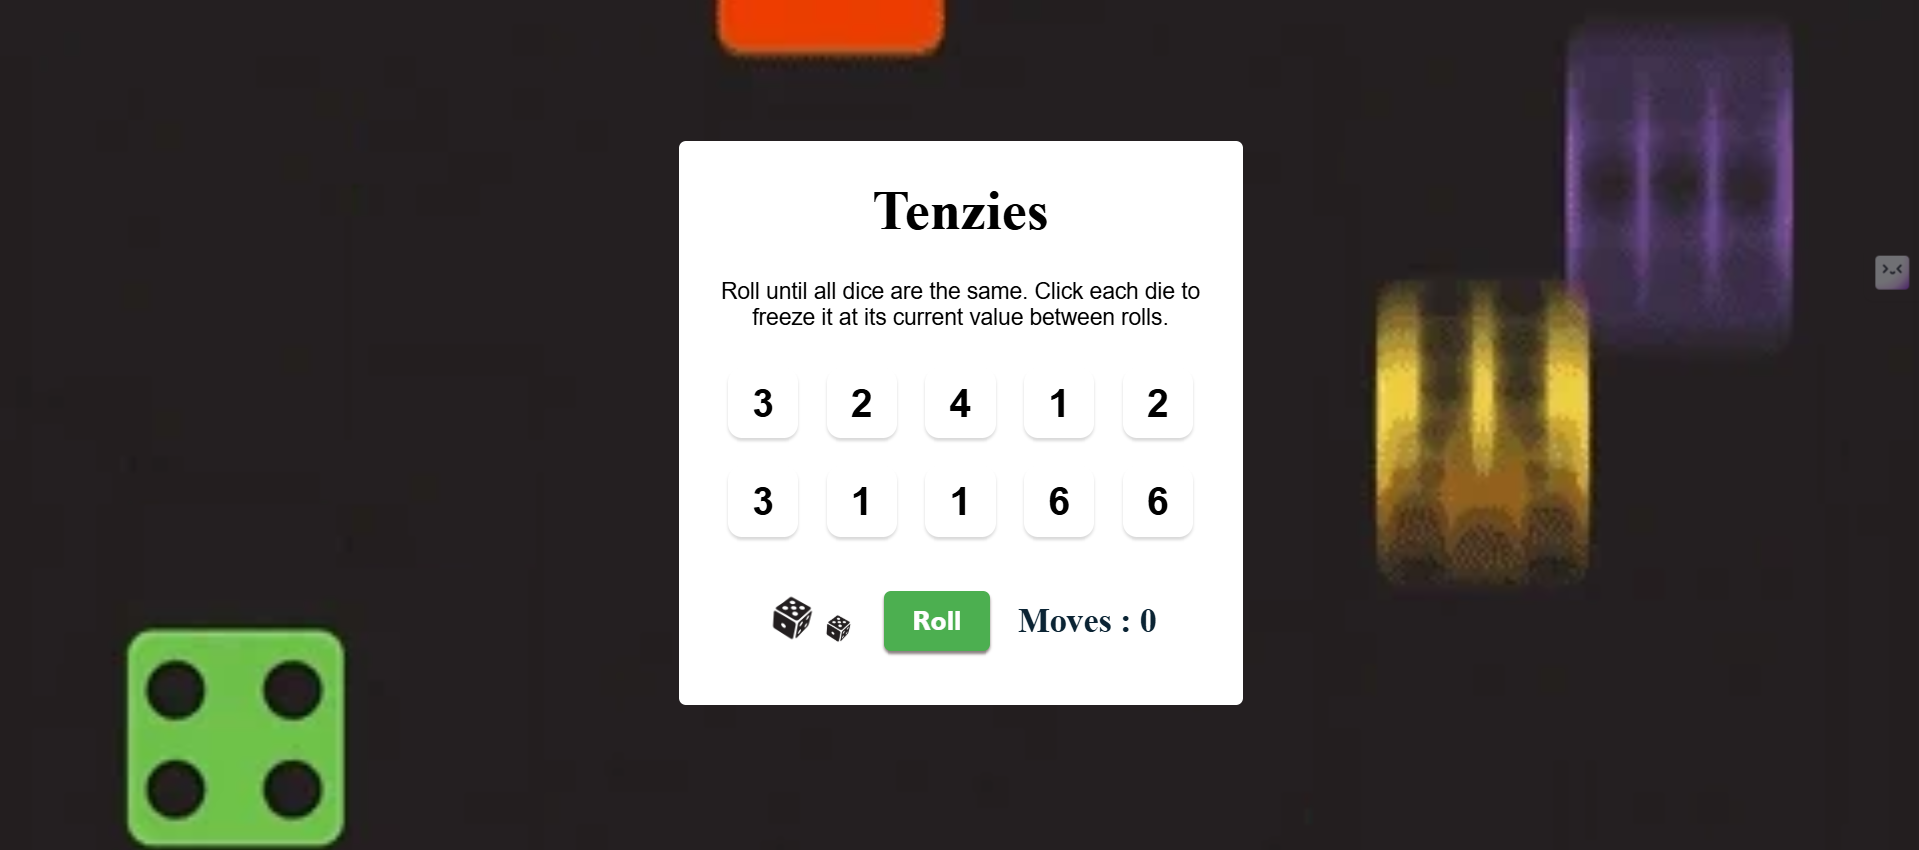 Tenzies
Roll until all dice are the same. Click each die to
freeze it at its current value between rolls.
3 2 4 1 2
3 1 1 6 6
Roll Moves : 0